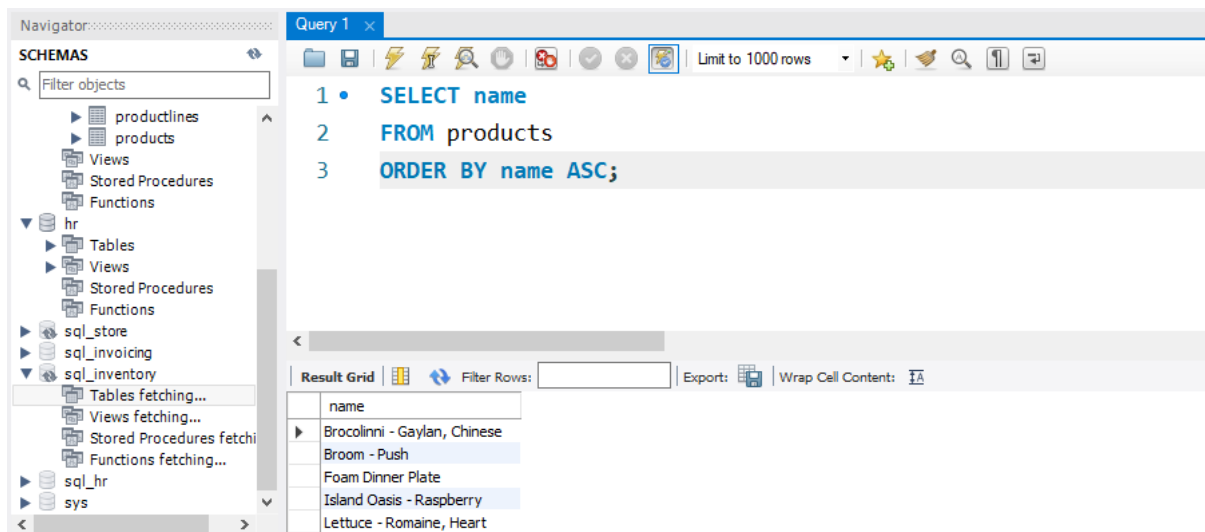 Navigator
SCHEMAS
Filter objects
productlines
products
Views
Stored Procedures
Functions
hr
Tables
Views
Stored Procedures
Functions
sql_store
sql_invoicing
sql_inventory
Tables fetching...
Views fetching...
Stored Procedures fetchi
Functions fetching...
sql_hr
sys
Query 1
Limit to 1000 rows
1 SELECT name
2 FROM products
3 ORDER BY name ASC;
Result Grid Filter Rows: Export: Wrap Cell Content:
name
Brocolinni - Gaylan, Chinese
Broom - Push
Foam Dinner Plate
Island Oasis - Raspberry
Lettuce - Romaine, Heart